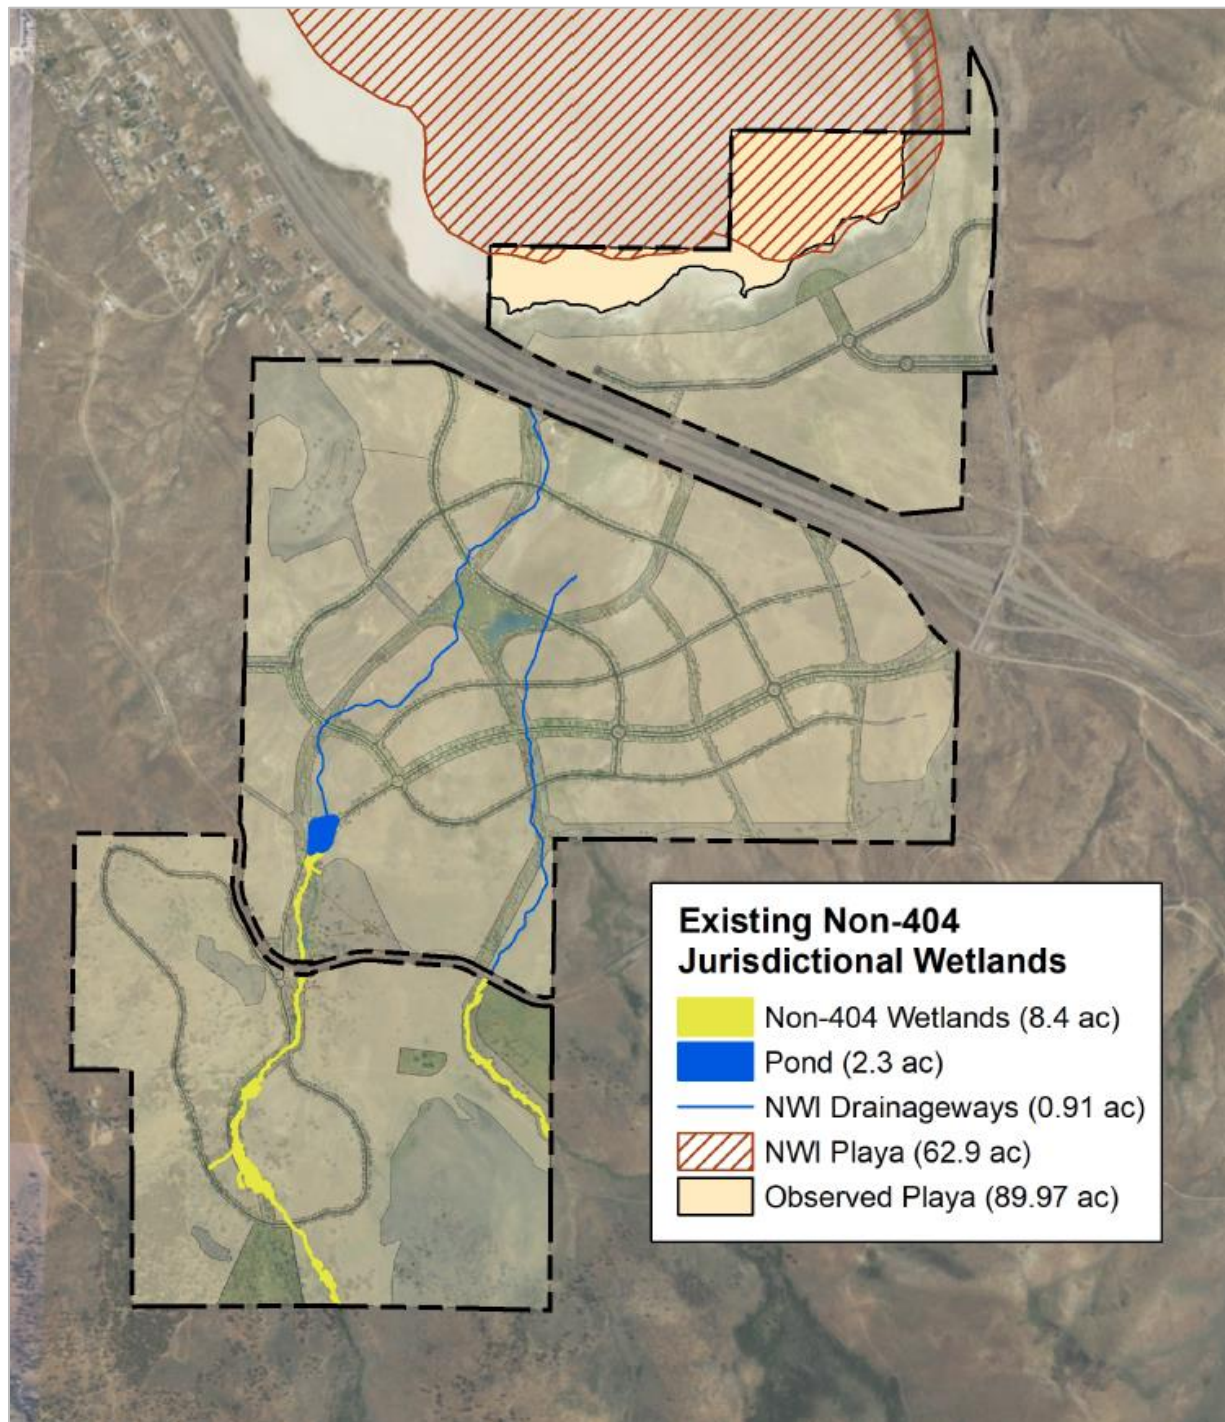 Existing Non-404
Jurisdictional Wetlands
Non-404 Wetlands (8.4 ac)
Pond (2.3 ac)
NWI Drainageways (0.91 ac)
NWI Playa (62.9 ac)
Observed Playa (89.97 ac)